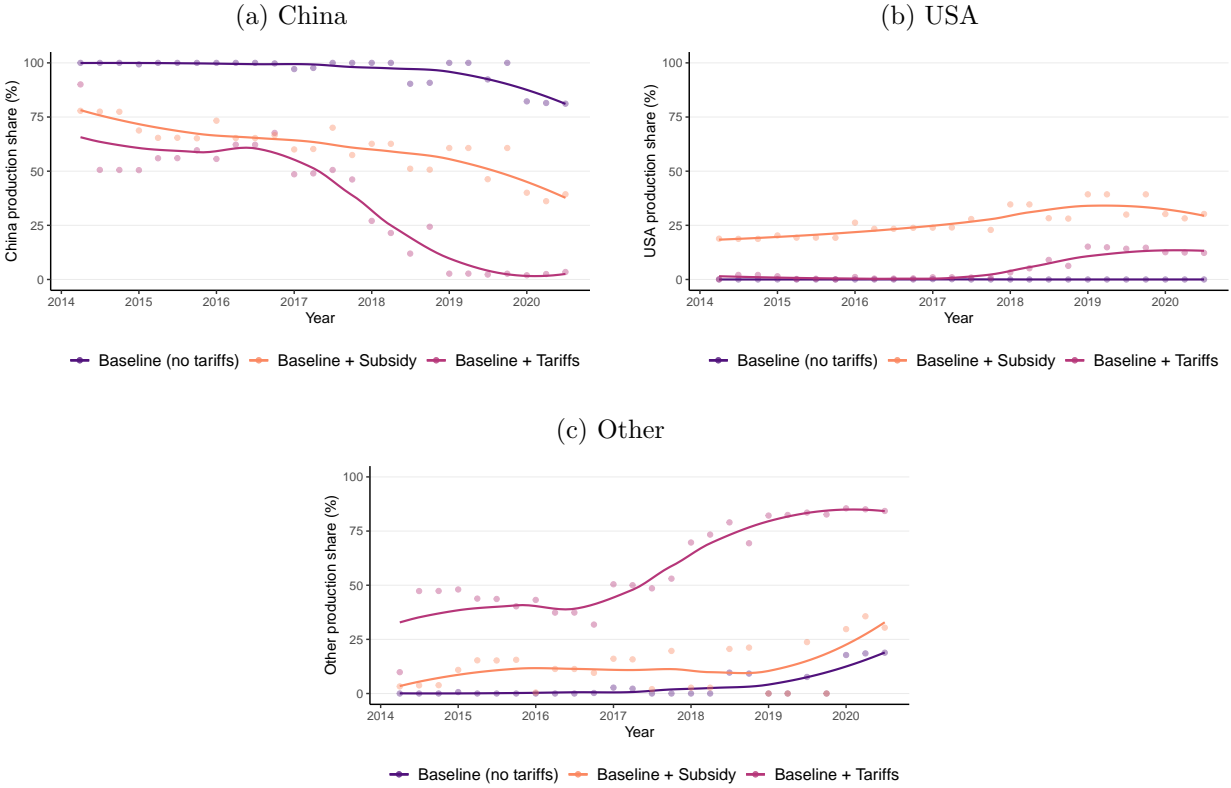 (a) China
China production share (%)
100
75
50
25
0
2014 2015 2016 2017 2018 2019 2020
Year
Baseline (no tariffs) Baseline + Subsidy Baseline + Tariffs
(b) USA
USA production share (%)
100
75
50
25
0
2014 2015 2016 2017 2018 2019 2020
Year
Baseline (no tariffs) Baseline + Subsidy Baseline + Tariffs
(c) Other
Other production share (%)
100
75
50
25
0
2014 2015 2016 2017 2018 2019 2020
Year
Baseline (no tariffs) Baseline + Subsidy Baseline + Tariffs